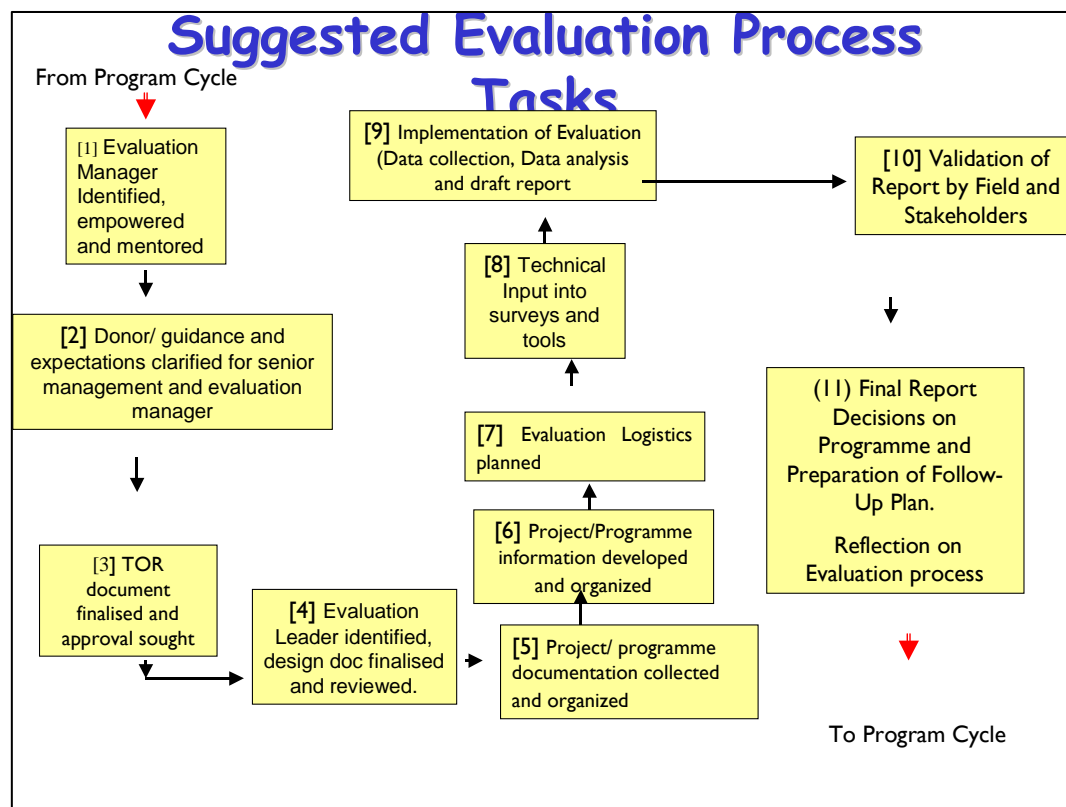 Suggested Evaluation Process
Tasks
From Program Cycle
[1] Evaluation
Manager
Identified,
empowered
and mentored
[2] Donor/ guidance and
expectations clarified for senior
management and evaluation
manager
[3] TOR
document
finalised and
approval sought
[4] Evaluation
Leader identified,
design doc finalised
and reviewed.
[5] Project/ programme
documentation collected
and organized
[6] Project/Programme
information developed
and organized
[7] Evaluation Logistics
planned
[8] Technical
Input into
surveys and
tools
[9] Implementation of Evaluation
(Data collection, Data analysis
and draft report
[10] Validation of
Report by Field and
Stakeholders
(11) Final Report
Decisions on
Programme and
Preparation of Follow-
Up Plan.
Reflection on
Evaluation process
To Program Cycle